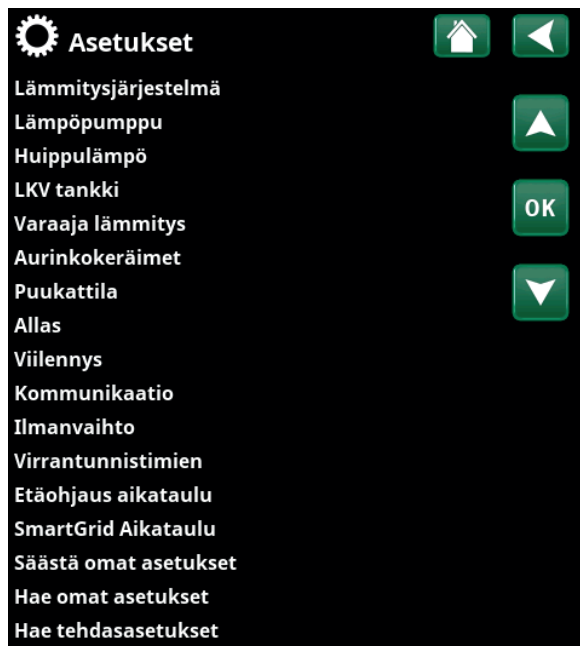 Asetukset
Lämmitysjärjestelmä
Lämpöpumppu
Huippulämpö
LKV tankki
OK
Varaaja lämmitys
Aurinkokeräimet
Puukattila
Allas
Viilennys
Kommunikaatio
Ilmanvaihto
Virrantunnistimien
Etäohjaus aikataulu
SmartGrid Aikataulu
Säästä omat asetukset
Hae omat asetukset
Hae tehdasasetukset